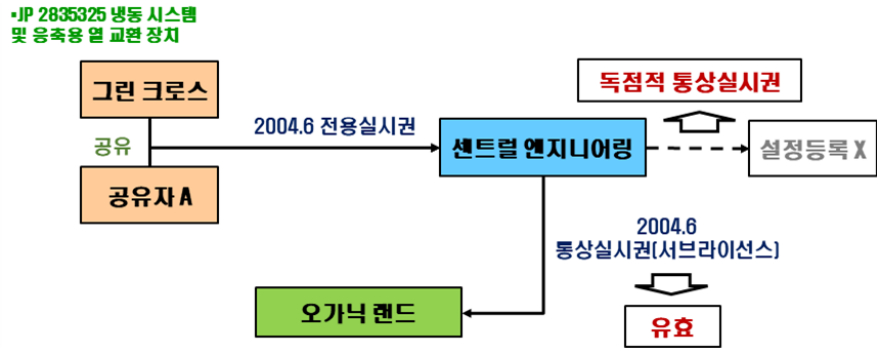 ▪JP 2835325 냉동 시스템
및 응축용 열 교환 장치
그린 크로스
독점적 통상실시권
2004.6 전용실시권
공유
센트럴 엔지니어링
설정등록 X
공유자 A
2004.6
통상실시권(서브라이선스)
오가닉 랜드
유효